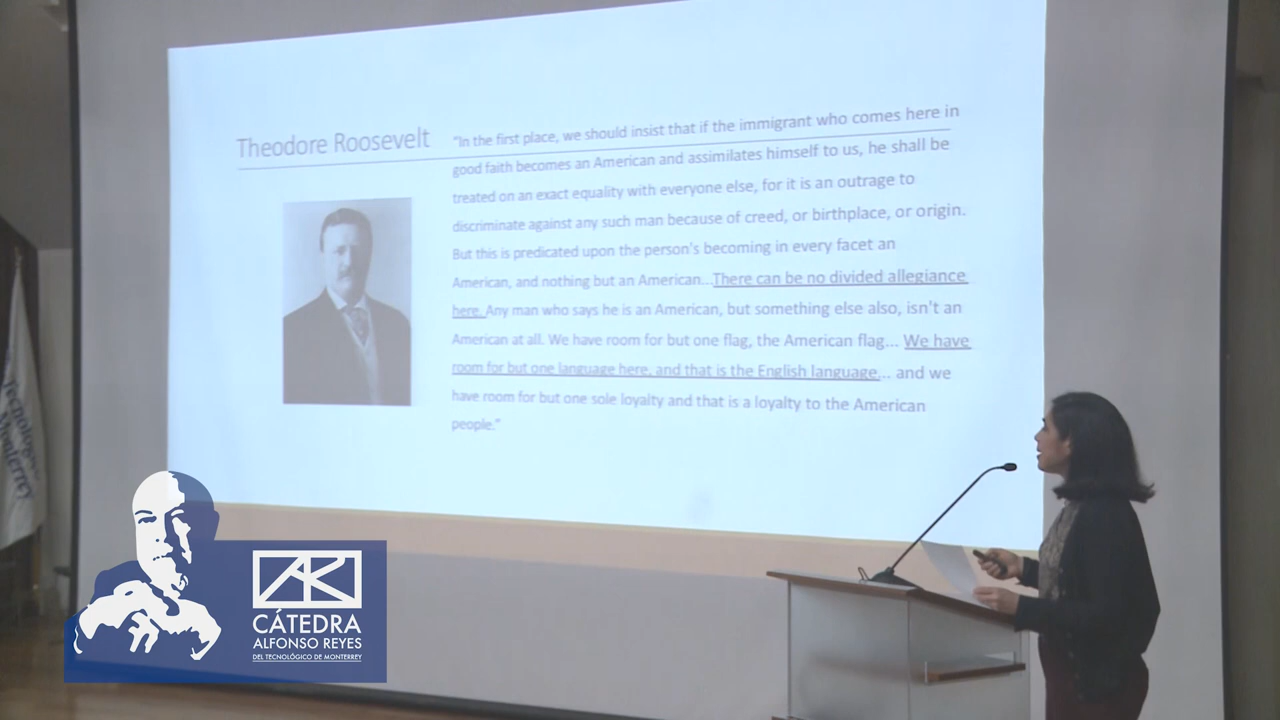 Theodore Roosevelt
"In the first place, we should insist that if the immigrant who comes here in
good faith becomes an American and assimilates himself to us, he shall be
treated on an exact equality with everyone else, for it is an outrage to
discriminate against any such man because of creed, or birthplace, or origin.
But this is predicated upon the person's becoming in every facet an
American, and nothing but an American...There can be no divided allegiance
here. Any man who says he is an American, but something else also, isn't an
American at all. We have room for but one flag, the American flag... We have
room for but one language here, and that is the English language... and we
have room for but one sole loyalty and that is a loyalty to the American
people."
Tecnológico
Monterrey
AR
CÁTEDRA
ALFONSO REYES
DEL TECNOLÓGICO DE MONTERREY